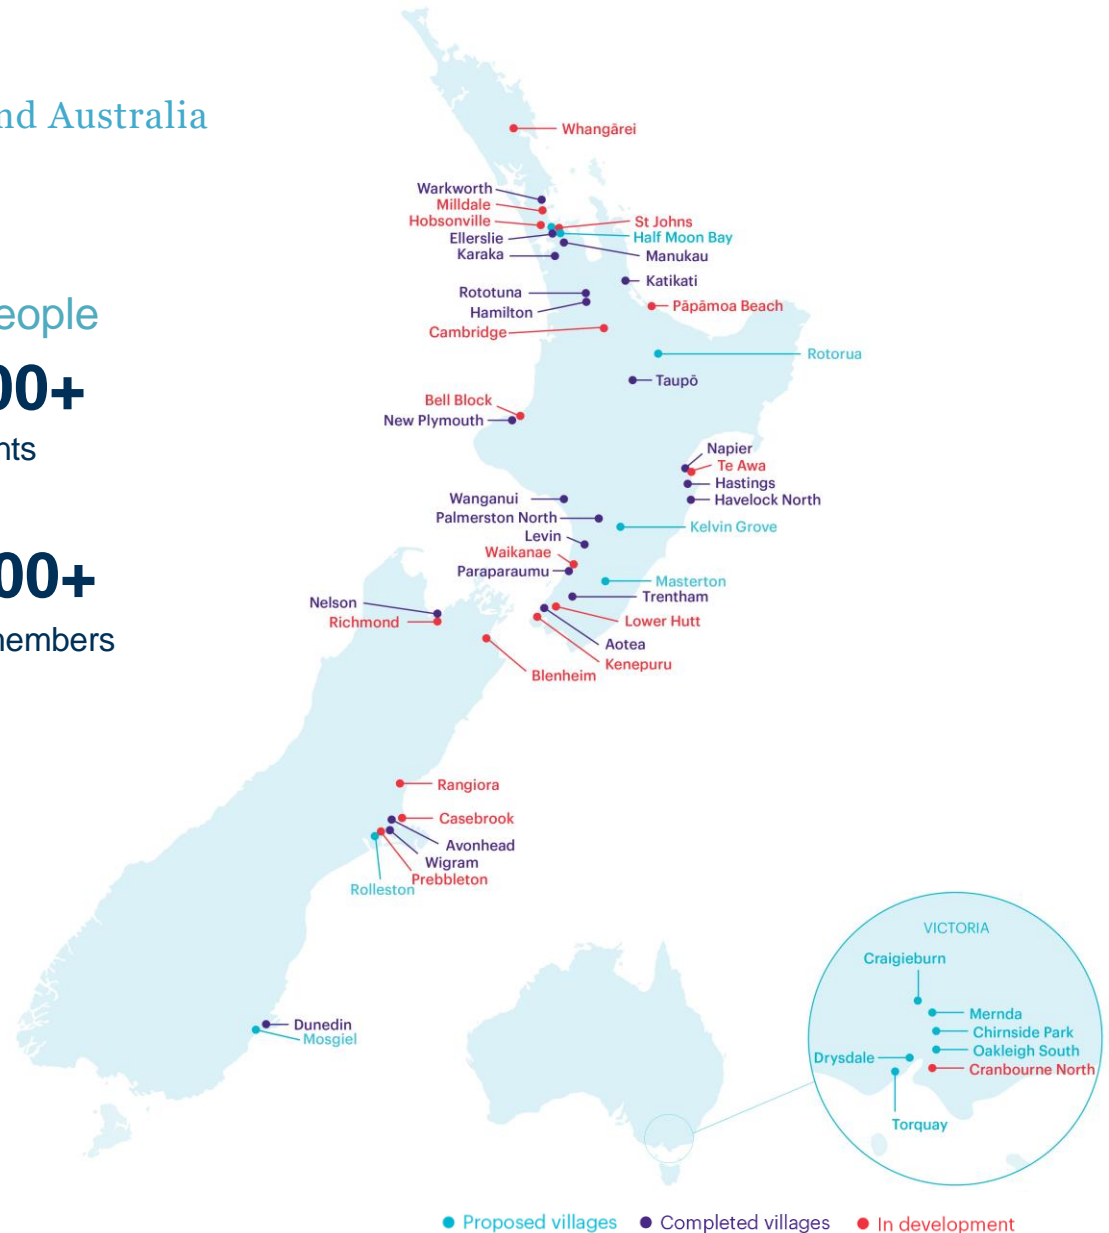 nd Australia
eople
00+
nts
00+
members
Whangārei
Warkworth
Milldale
Hobsonville
Ellerslie
Karaka
St Johns
Half Moon Bay
Manukau
Katikati
Rototuna
Hamilton
Pāpāmoa Beach
Cambridge
Rotorua
Taupō
Bell Block
New Plymouth
Napier
Te Awa
Hastings
Havelock North
Wanganui
Palmerston North
Kelvin Grove
Levin
Waikanae
Paraparaumu
Masterton
Trentham
Nelson
Richmond
Lower Hutt
Aotea
Kenepuru
Blenheim
Rangiora
Casebrook
Avonhead
Wigram
Prebbleton
Rolleston
Dunedin
Mosgiel
VICTORIA
Craigieburn
Mernda
Chirnside Park
Oakleigh South
Drysdale
Cranbourne North
Torquay
Proposed villages
Completed villages
In development